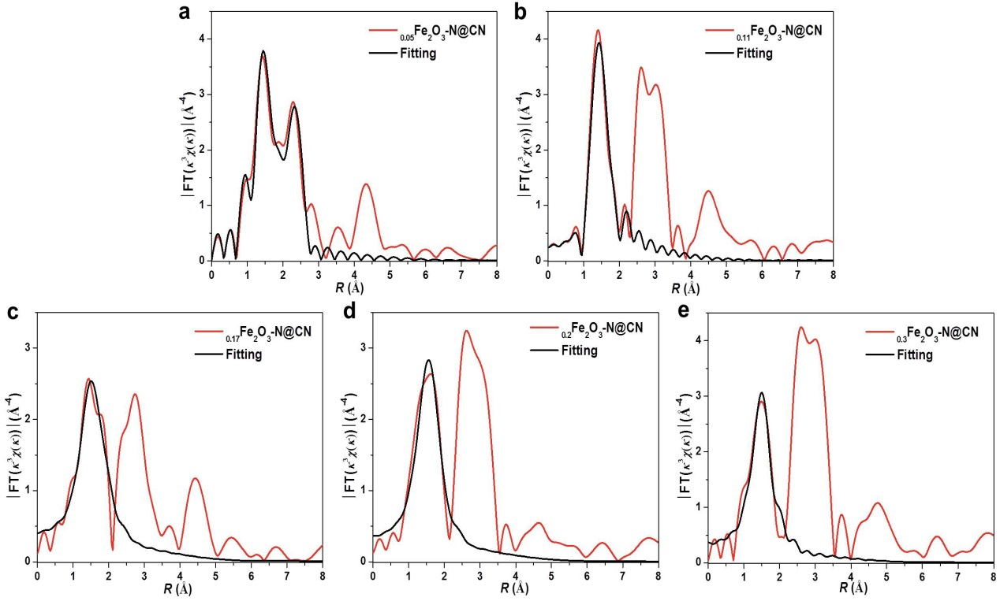 a
₀.₀₅Fe₂O₃-N@CN
Fitting
|FT(κ³χ(κ))|(Å⁻⁴)
4
3
2
1
0
0 1 2 3 4 5 6 7 8
R (Å)
b
₀.₁₁Fe₂O₃-N@CN
Fitting
|FT(κ³χ(κ))|(Å⁻⁴)
4
3
2
1
0
0 1 2 3 4 5 6 7 8
R (Å)
c
₀.₁₇Fe₂O₃-N@CN
Fitting
|FT(κ³χ(κ))|(Å⁻⁴)
3
2
1
0
0 1 2 3 4 5 6 7 8
R (Å)
d
₀.₂Fe₂O₃-N@CN
Fitting
|FT(κ³χ(κ))|(Å⁻⁴)
3
2
1
0
0 1 2 3 4 5 6 7 8
R (Å)
e
₀.₃Fe₂O₃-N@CN
Fitting
|FT(κ³χ(κ))|(Å⁻⁴)
4
3
2
1
0
0 1 2 3 4 5 6 7 8
R (Å)